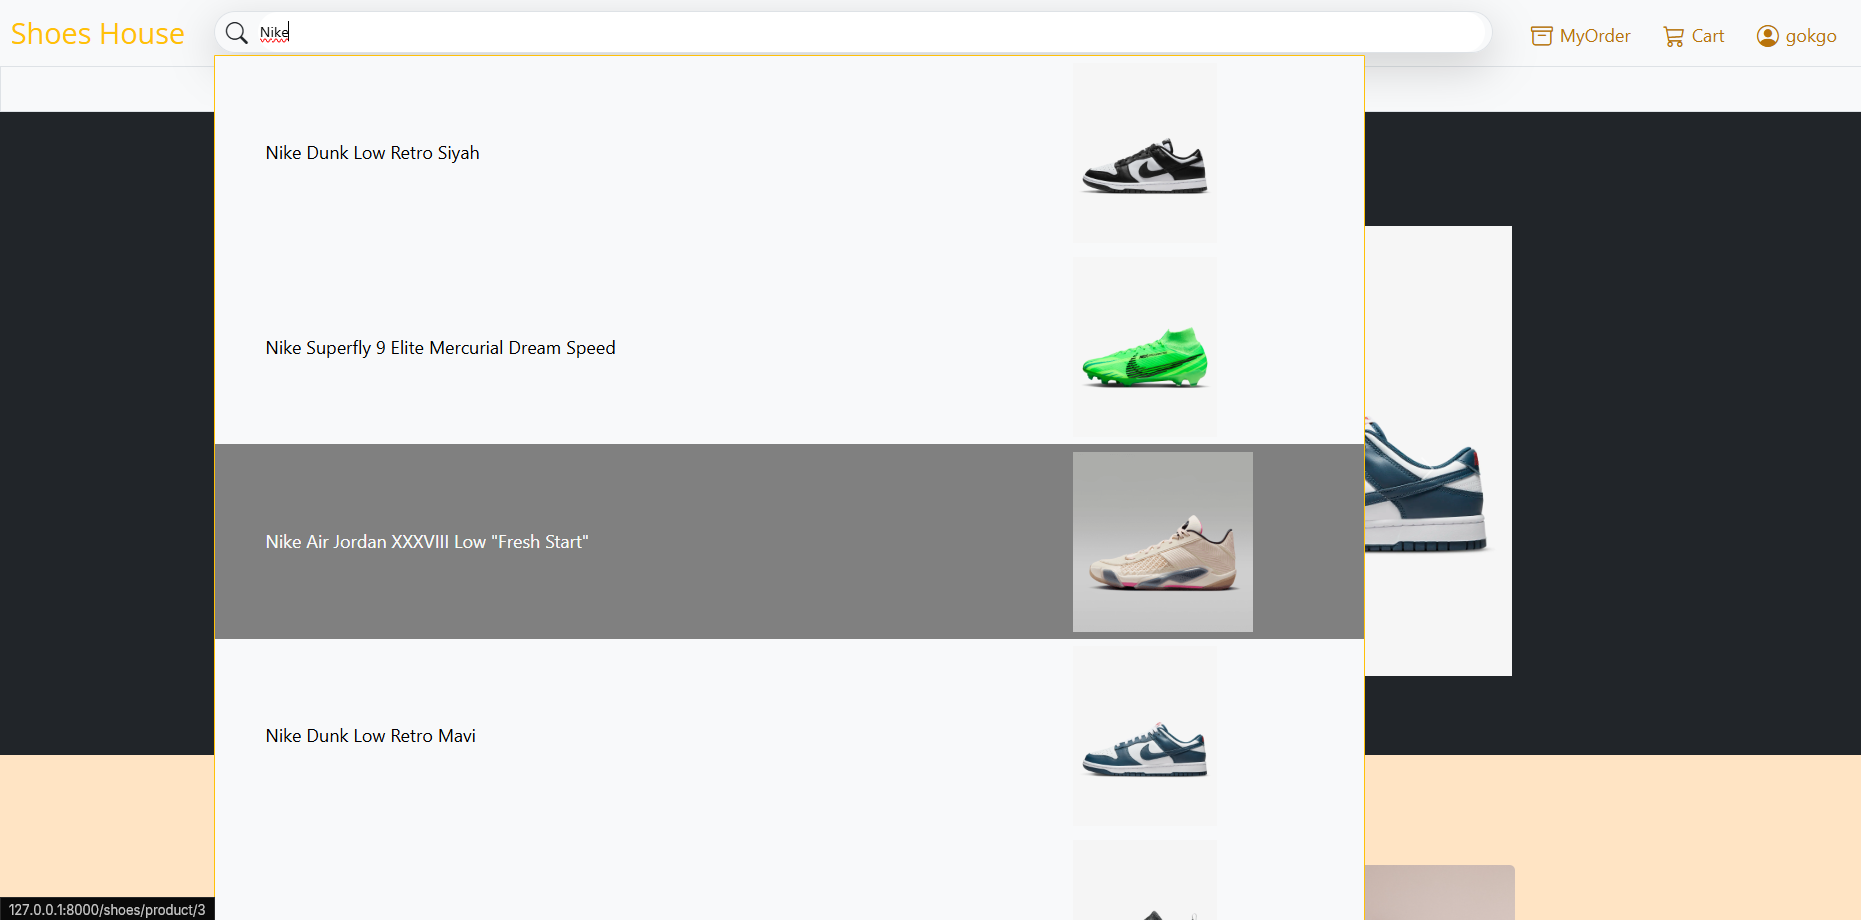 Shoes House
Nike
MyOrder
Cart
gokgo
Nike Dunk Low Retro Siyah
Nike Superfly 9 Elite Mercurial Dream Speed
Nike Air Jordan XXXVIII Low "Fresh Start"
Nike Dunk Low Retro Mavi
127.0.0.1:8000/shoes/product/3